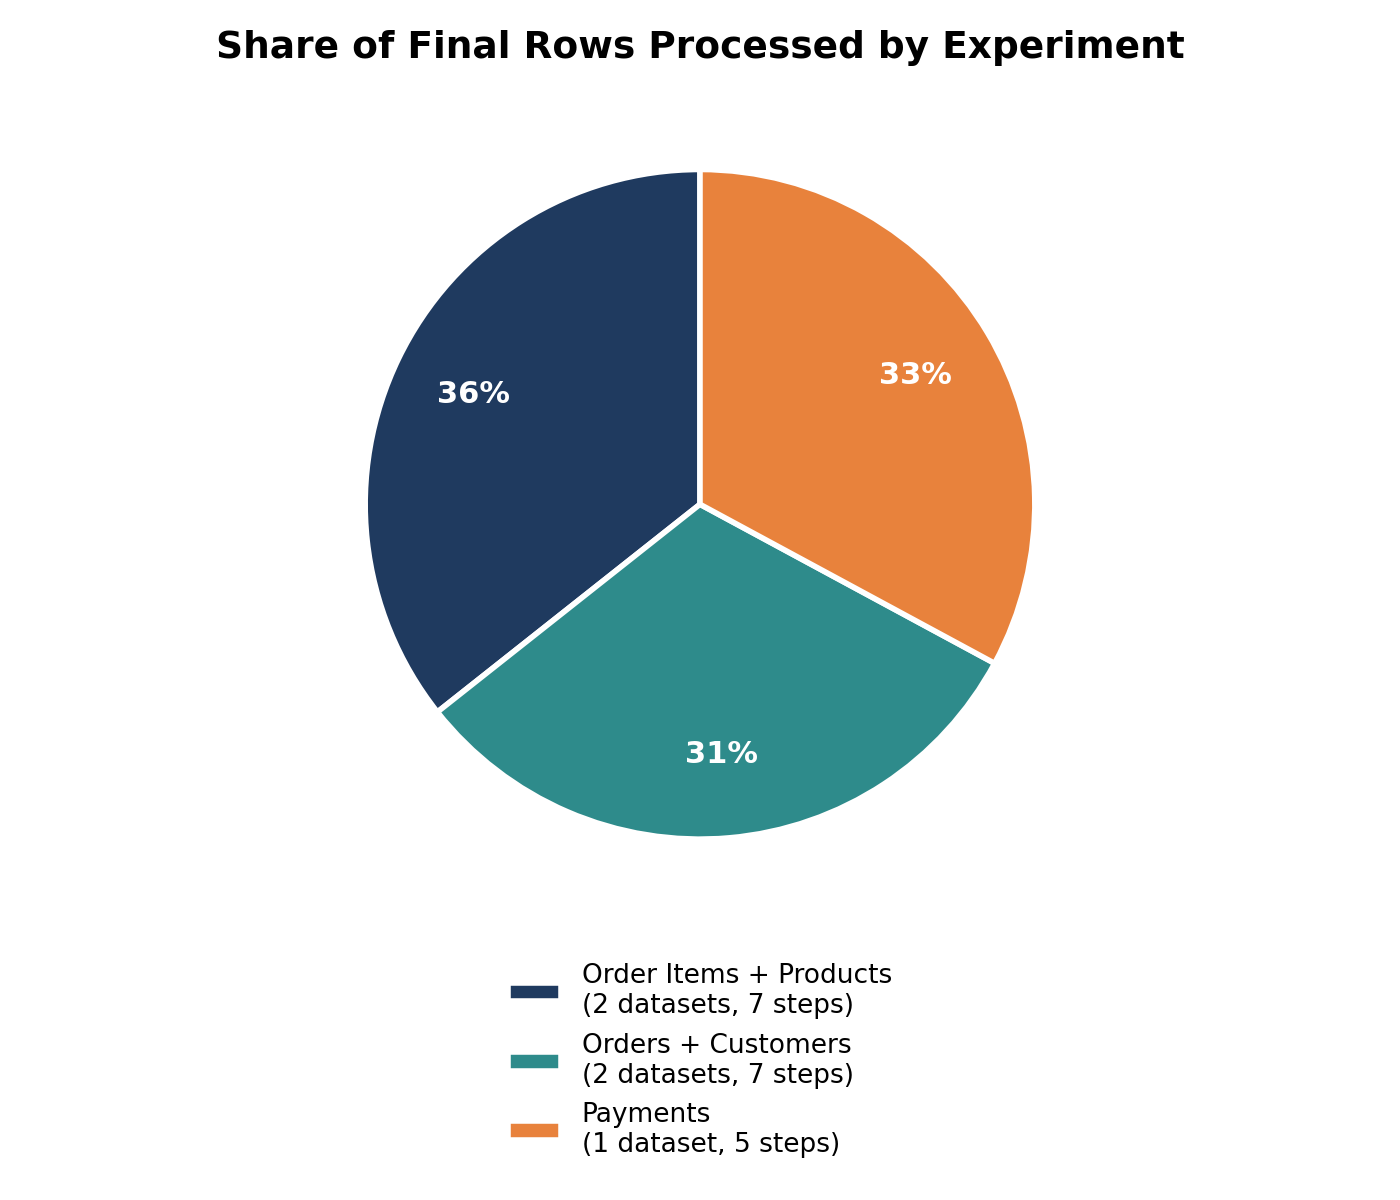 Share of Final Rows Processed by Experiment
33%
36%
31%
Order Items + Products
(2 datasets, 7 steps)
Orders + Customers
(2 datasets, 7 steps)
Payments
(1 dataset, 5 steps)